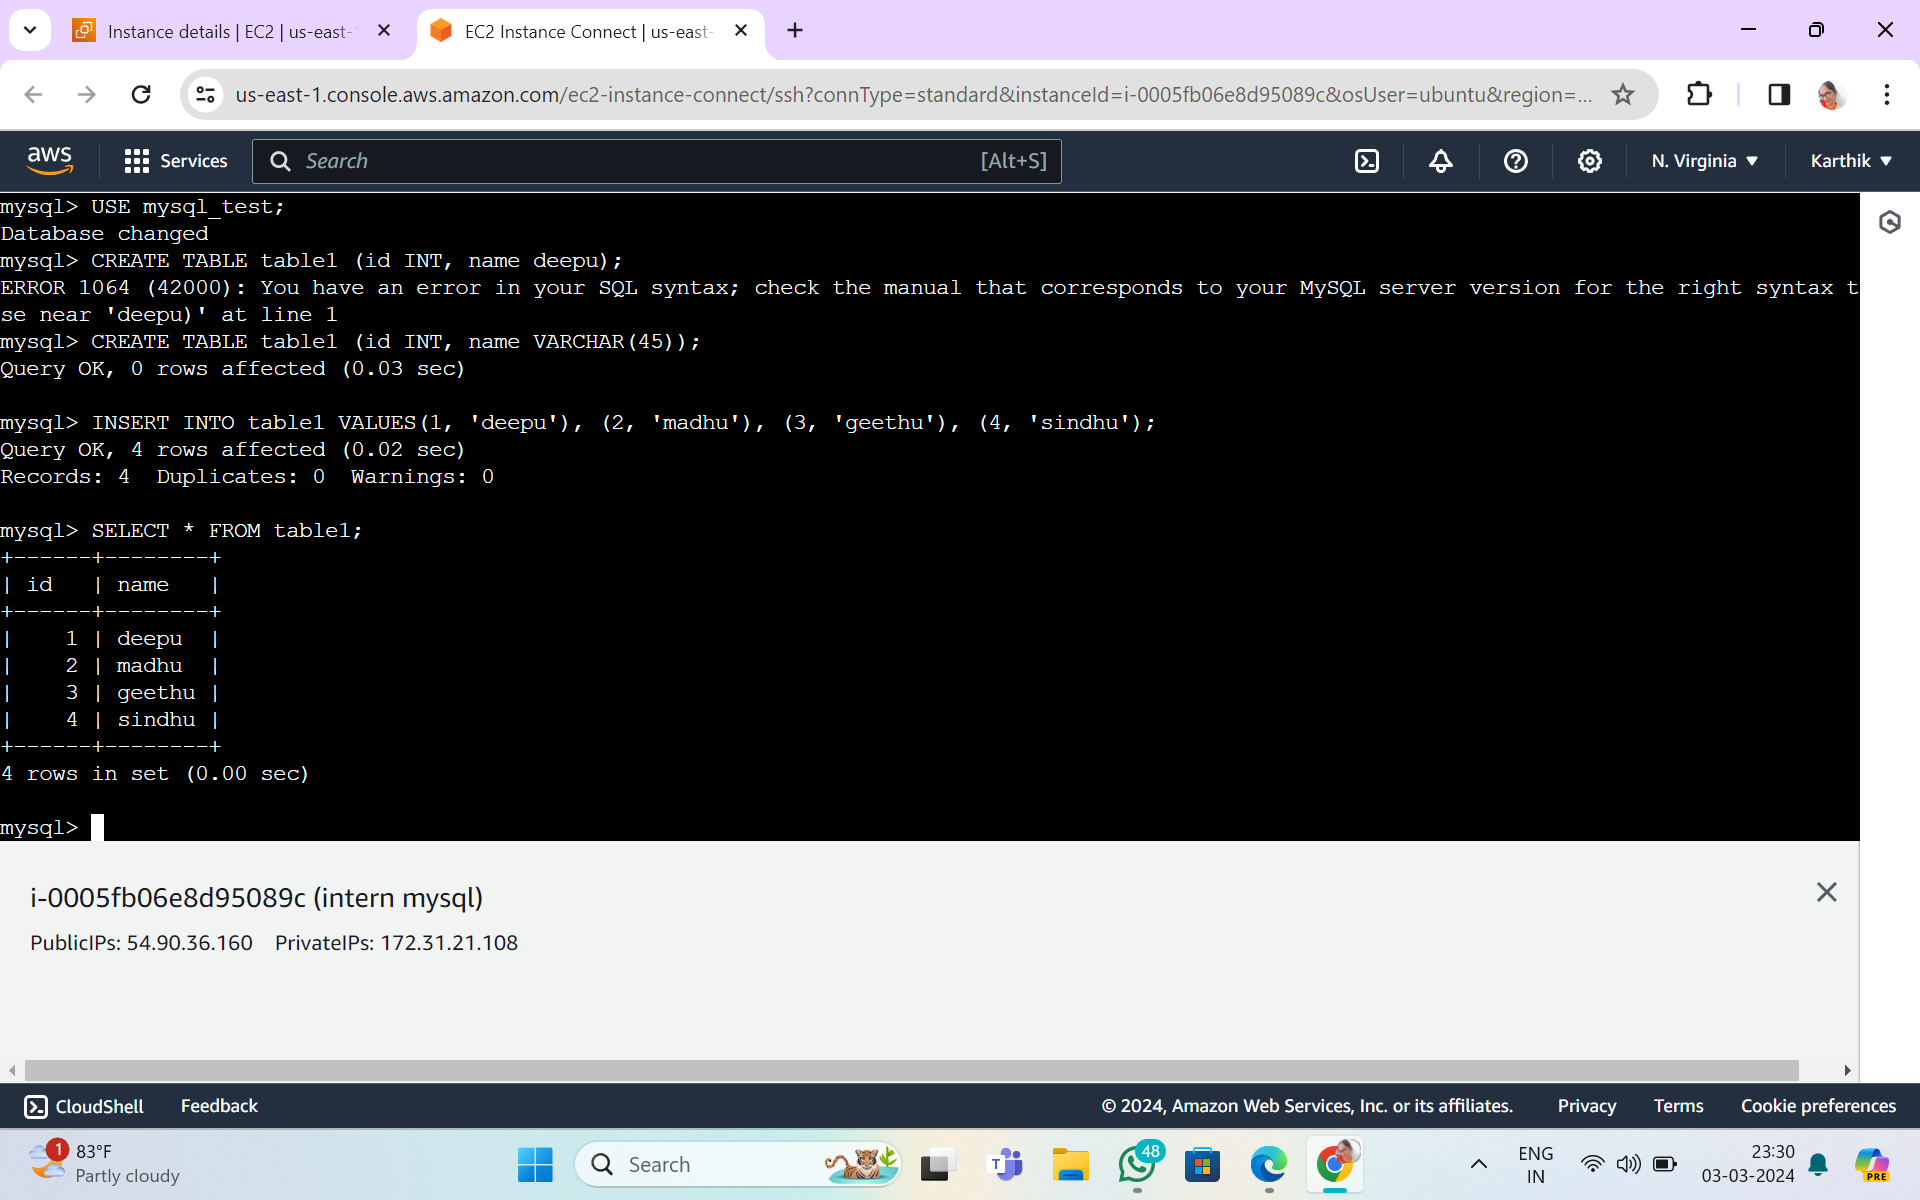 Instance details | EC2 | us-east-
EC2 Instance Connect | us-east-
us-east-1.console.aws.amazon.com/ec2-instance-connect/ssh?connType=standard&instanceId=i-0005fb06e8d95089c&osUser=ubuntu&region=...
aws
Services
Search
[Alt+S]
N. Virginia
Karthik
mysql> USE mysql_test;
Database changed
mysql> CREATE TABLE table1 (id INT, name deepu);
ERROR 1064 (42000): You have an error in your SQL syntax; check the manual that corresponds to your MySQL server version for the right syntax t
se near 'deepu)' at line 1
mysql> CREATE TABLE table1 (id INT, name VARCHAR(45));
Query OK, 0 rows affected (0.03 sec)
mysql> INSERT INTO table1 VALUES(1, 'deepu'), (2, 'madhu'), (3, 'geethu'), (4, 'sindhu');
Query OK, 4 rows affected (0.02 sec)
Records: 4  Duplicates: 0  Warnings: 0
mysql> SELECT * FROM table1;
+------+--------+
| id   | name   |
+------+--------+
|    1 | deepu  |
|    2 | madhu  |
|    3 | geethu |
|    4 | sindhu |
+------+--------+
4 rows in set (0.00 sec)
mysql>
i-0005fb06e8d95089c (intern mysql)
PublicIPs: 54.90.36.160 PrivateIPs: 172.31.21.108
CloudShell
Feedback
© 2024, Amazon Web Services, Inc. or its affiliates.
Privacy
Terms
Cookie preferences
1
83°F
Partly cloudy
Search
T
48
ENG
IN
23:30
03-03-2024
PRE